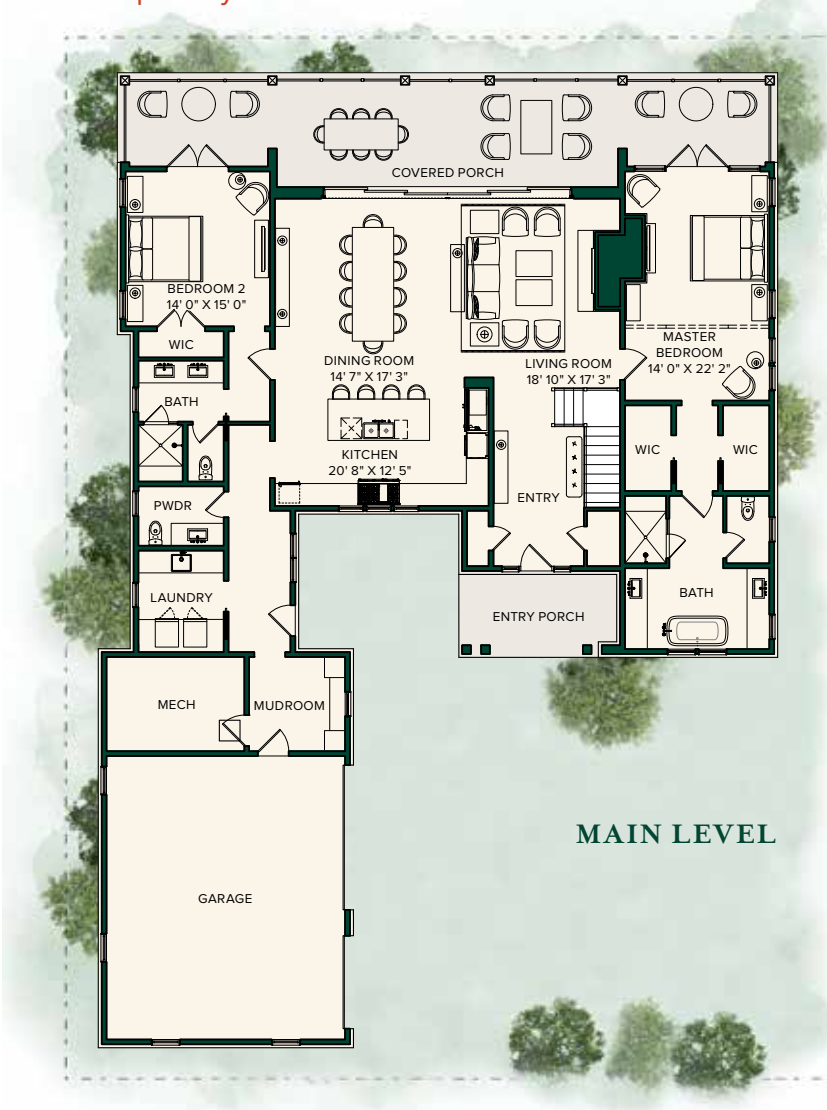 COVERED PORCH
BEDROOM 2
14' 0" X 15' 0"
WIC
DINING ROOM
14' 7" X 17' 3"
LIVING ROOM
18' 10" X 17' 3"
MASTER
BEDROOM
14' 0" X 22' 2"
BATH
KITCHEN
20' 8" X 12' 5"
WIC
WIC
ENTRY
PWDR
LAUNDRY
BATH
ENTRY PORCH
MECH
MUDROOM
MAIN LEVEL
GARAGE